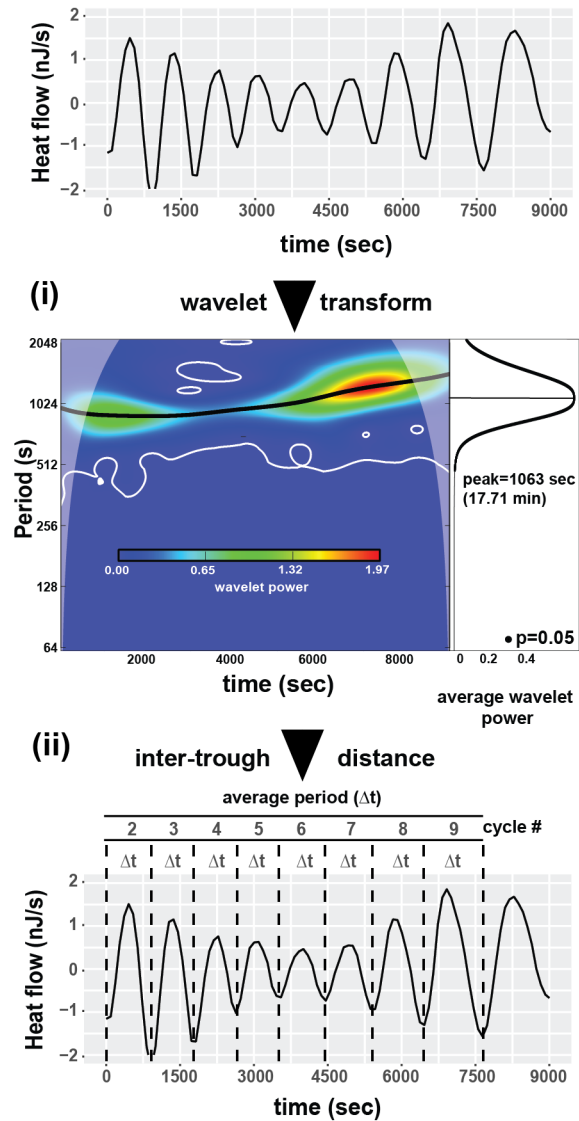 Heat flow (nJ/s)
2
1
0
−1
−2
0 1500 3000 4500 6000 7500 9000
time (sec)
(i)
wavelet transform
Period (s)
2048
1024
512
256
128
64
0.00 0.65 1.32 1.97
wavelet power
2000 4000 6000 8000
time (sec)
peak=1063 sec
(17.71 min)
p=0.05
0 0.2 0.4
average wavelet
power
(ii)
inter-trough distance
average period (Δt)
2 3 4 5 6 7 8 9 cycle #
Δt Δt Δt Δt Δt Δt Δt Δt
Heat flow (nJ/s)
2
1
0
−1
−2
0 1500 3000 4500 6000 7500 9000
time (sec)